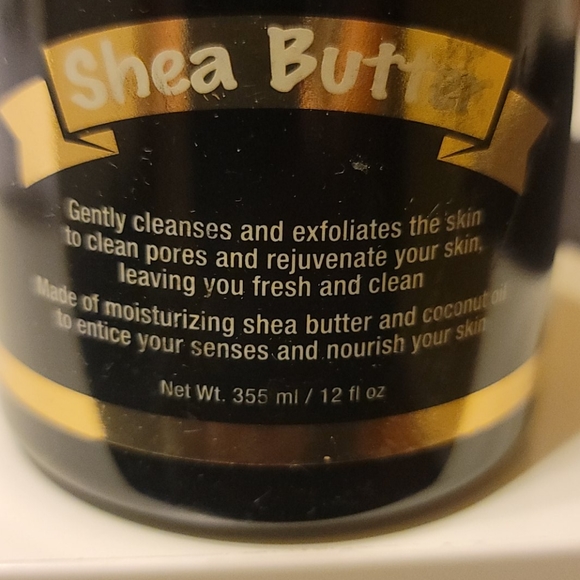 Shea Butter
Gently cleanses and exfoliates the skin
to clean pores and rejuvenate your skin,
leaving you fresh and clean
Made of moisturizing shea butter and coconut oil
to entice your senses and nourish your skin
Net Wt. 355 ml / 12 fl oz